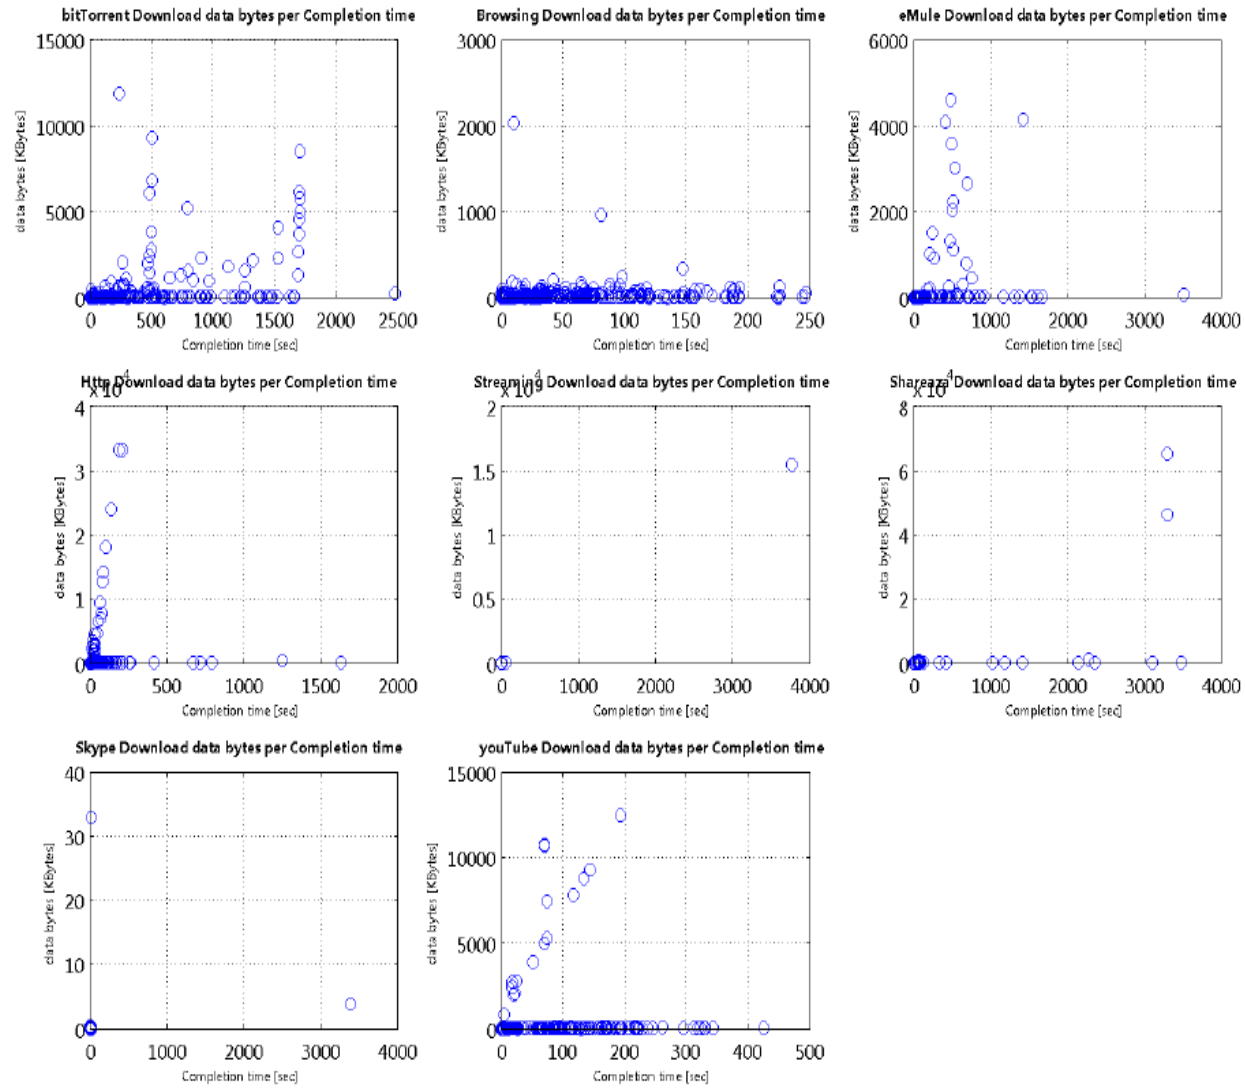 bitTorrent Download data bytes per Completion time
15000
10000
5000
0
data bytes [KBytes]
0 500 1000 1500 2000 2500
Completion time [sec]
Browsing Download data bytes per Completion time
3000
2000
1000
0
data bytes [KBytes]
0 50 100 150 200 250
Completion time [sec]
eMule Download data bytes per Completion time
6000
4000
2000
0
data bytes [KBytes]
0 1000 2000 3000 4000
Completion time [sec]
Http Download data bytes per Completion time
x 10^4
4
3
2
1
0
data bytes [KBytes]
0 500 1000 1500 2000
Completion time [sec]
Streaming Download data bytes per Completion time
x 10^4
2
1.5
1
0.5
0
data bytes [KBytes]
0 1000 2000 3000 4000
Completion time [sec]
Shareaza Download data bytes per Completion time
x 10^4
8
6
4
2
0
data bytes [KBytes]
0 1000 2000 3000 4000
Completion time [sec]
Skype Download data bytes per Completion time
40
30
20
10
0
data bytes [KBytes]
0 1000 2000 3000 4000
Completion time [sec]
youTube Download data bytes per Completion time
15000
10000
5000
0
data bytes [KBytes]
0 100 200 300 400 500
Completion time [sec]